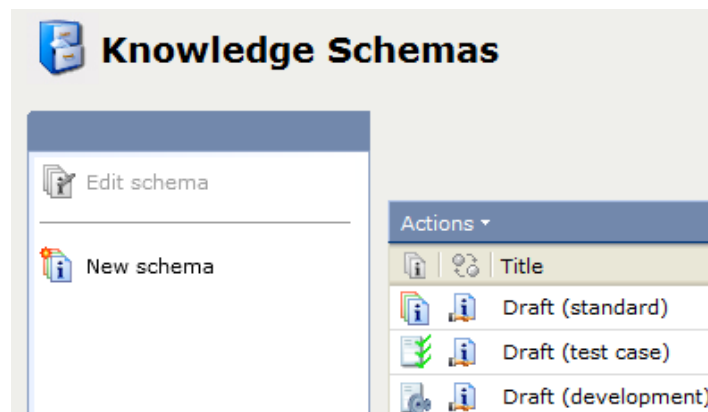 Knowledge Schemas
Edit schema
New schema
Actions
Title
Draft (standard)
Draft (test case)
Draft (development)